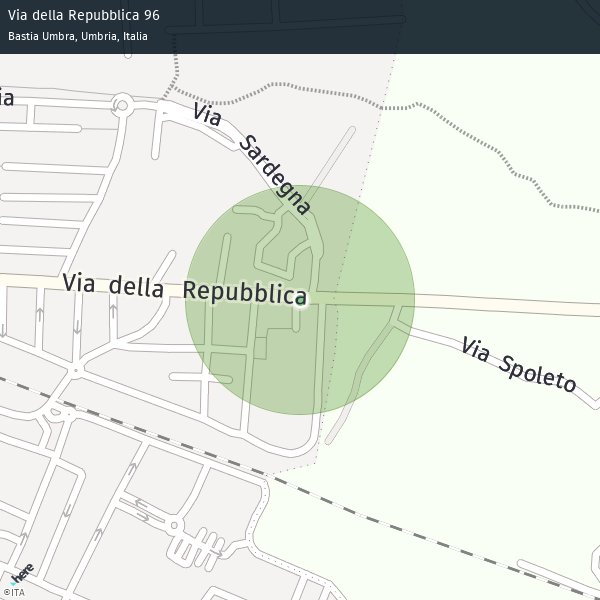 Via della Repubblica 96
Bastia Umbra, Umbria, Italia
ia
Via Sardegna
Via della Repubblica
Via Spoleto
here
©ITA